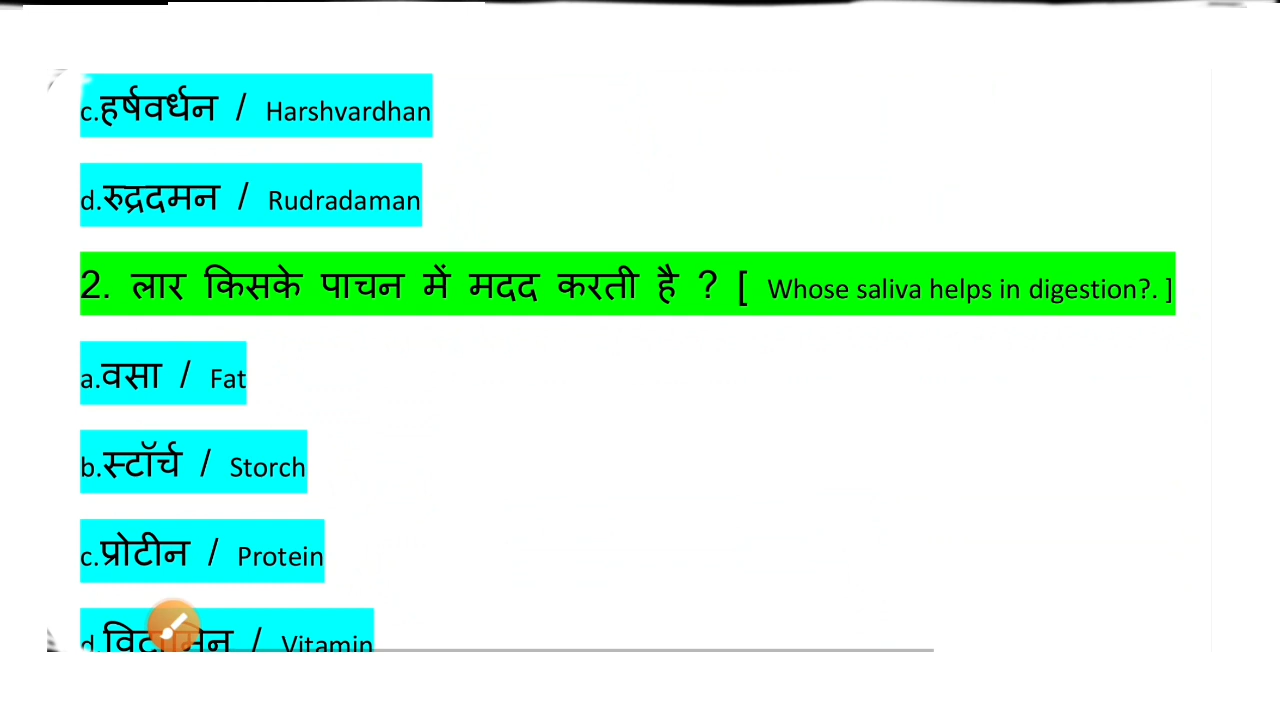 c.हर्षवर्धन / Harshvardhan
d.रुद्रदमन / Rudradaman
2. लार किसके पाचन में मदद करती है ? [ Whose saliva helps in digestion?. ]
a.वसा / Fat
b.स्टॉर्च / Storch
c.प्रोटीन / Protein
d.विटामिन / Vitamin